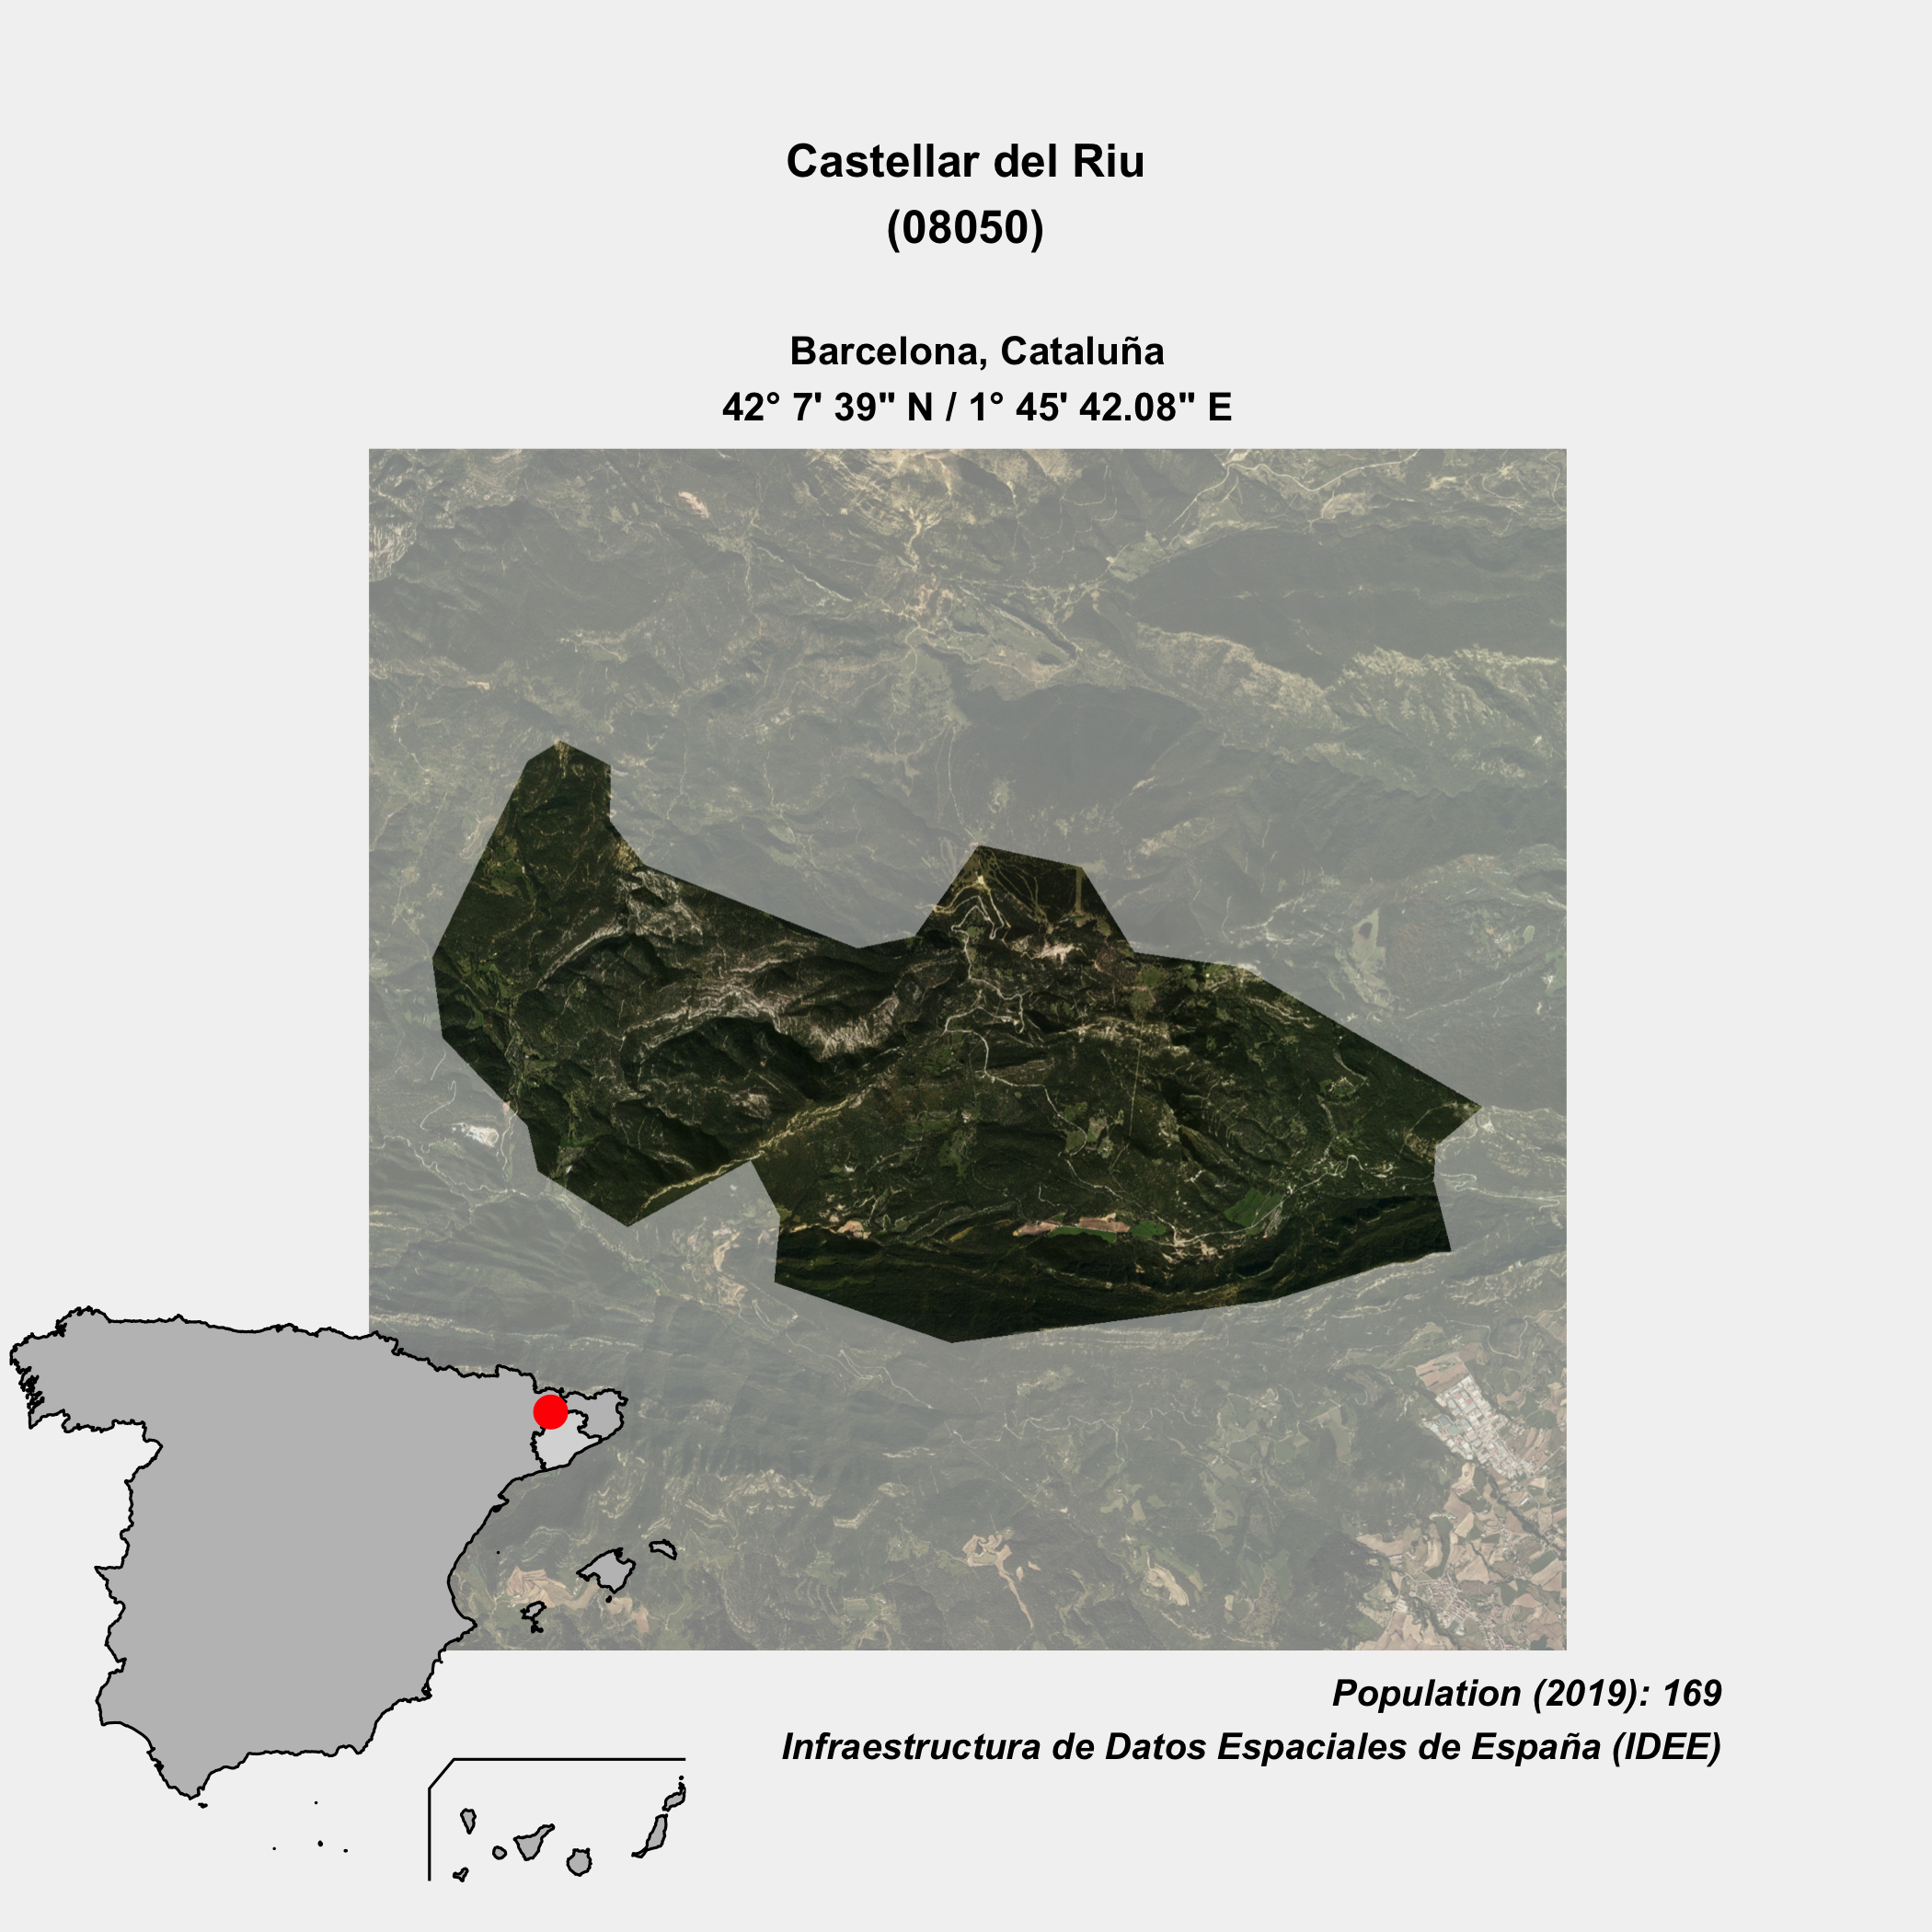 Castellar del Riu
(08050)
Barcelona, Cataluña
42° 7' 39" N / 1° 45' 42.08" E
Population (2019): 169
Infraestructura de Datos Espaciales de España (IDEE)